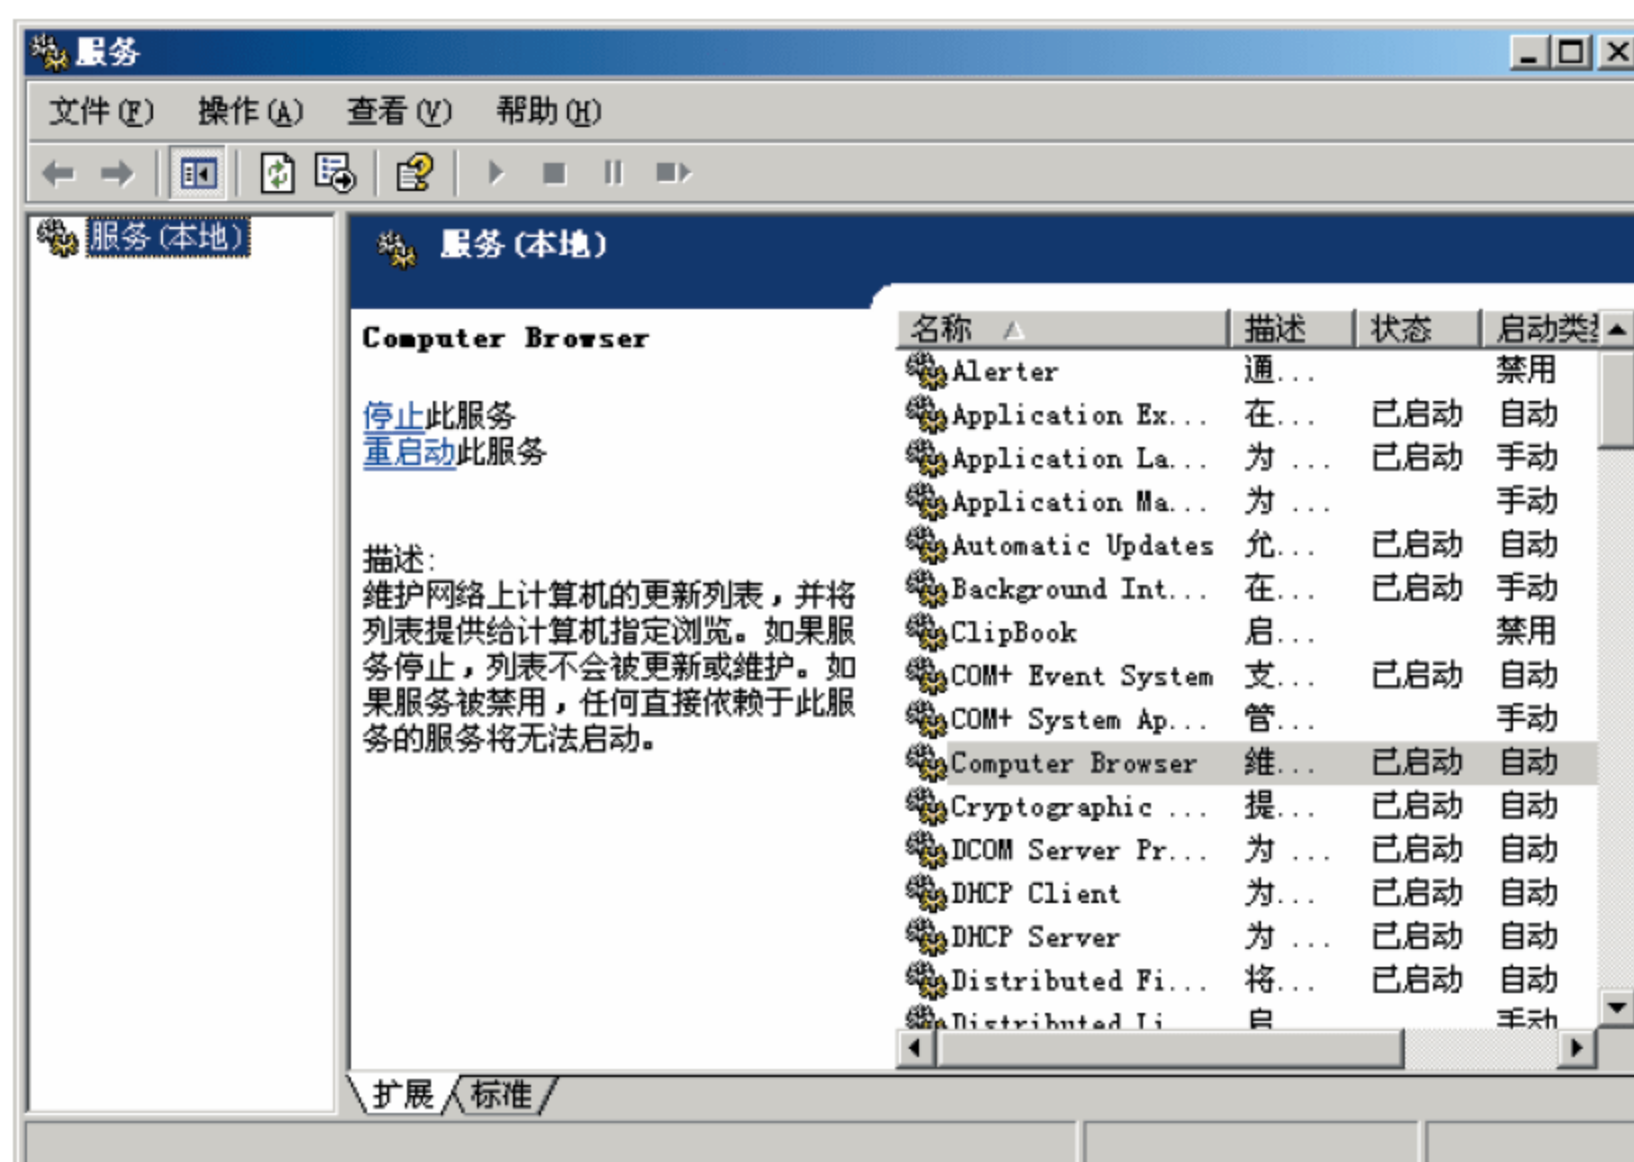 服务
文件(F) 操作(A) 查看(V) 帮助(H)
服务(本地)
服务(本地)
Computer Browser
停止此服务
重启动此服务
描述:
维护网络上计算机的更新列表，并将
列表提供给计算机指定浏览。如果服
务停止，列表不会被更新或维护。如
果服务被禁用，任何直接依赖于此服
务的服务将无法启动。
名称 描述 状态 启动类
Alerter 通... 禁用
Application Ex... 在... 已启动 自动
Application La... 为 ... 已启动 手动
Application Ma... 为 ... 手动
Automatic Updates 允... 已启动 自动
Background Int... 在... 已启动 手动
ClipBook 启... 禁用
COM+ Event System 支... 已启动 自动
COM+ System Ap... 管... 手动
Computer Browser 维... 已启动 自动
Cryptographic ... 提... 已启动 自动
DCOM Server Pr... 为 ... 已启动 自动
DHCP Client 为... 已启动 自动
DHCP Server 为 ... 已启动 自动
Distributed Fi... 将... 已启动 自动
Distributed Li 启 手动
扩展 标准